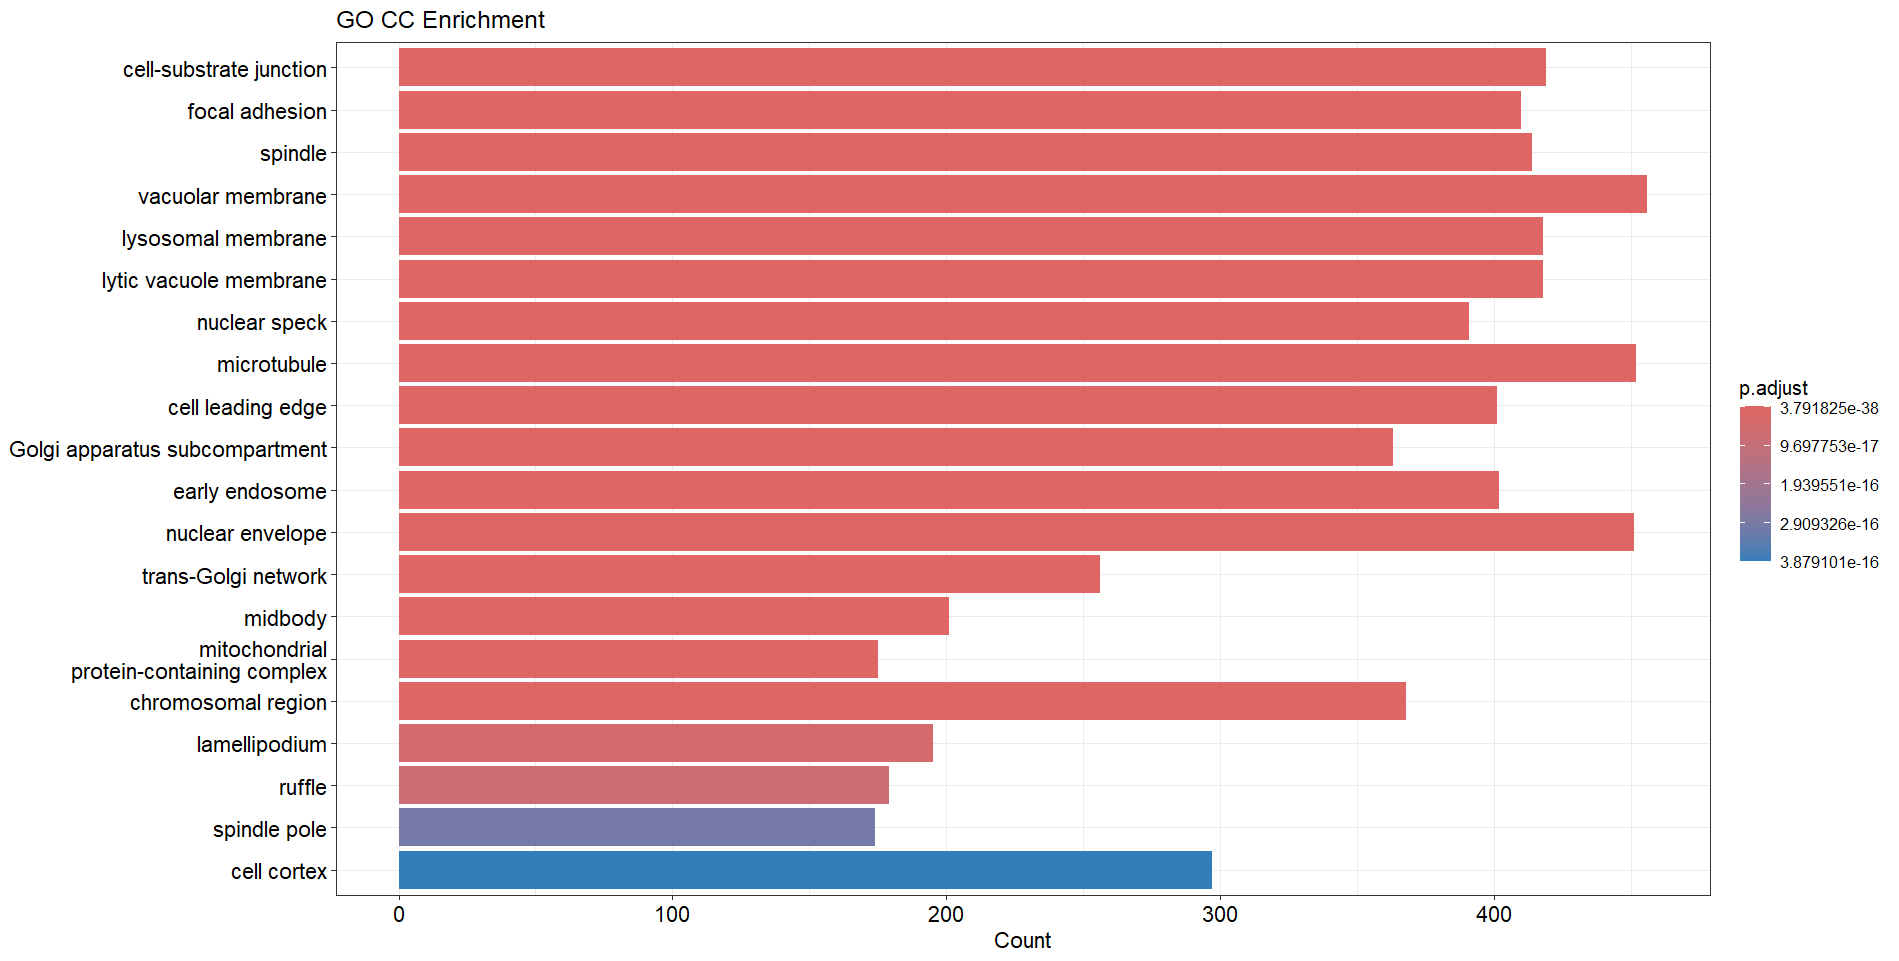 GO CC Enrichment
cell-substrate junction
focal adhesion
spindle
vacuolar membrane
lysosomal membrane
lytic vacuole membrane
nuclear speck
microtubule
cell leading edge
Golgi apparatus subcompartment
early endosome
nuclear envelope
trans-Golgi network
midbody
mitochondrial
protein-containing complex
chromosomal region
lamellipodium
ruffle
spindle pole
cell cortex
0 100 200 300 400
Count
p.adjust
3.791825e-38
9.697753e-17
1.939551e-16
2.909326e-16
3.879101e-16